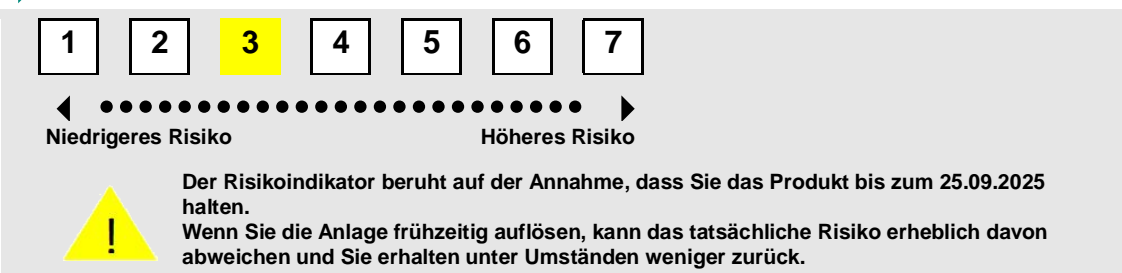 1 2 3 4 5 6 7
Niedrigeres Risiko Höheres Risiko
Der Risikoindikator beruht auf der Annahme, dass Sie das Produkt bis zum 25.09.2025
halten.
Wenn Sie die Anlage frühzeitig auflösen, kann das tatsächliche Risiko erheblich davon
abweichen und Sie erhalten unter Umständen weniger zurück.
!